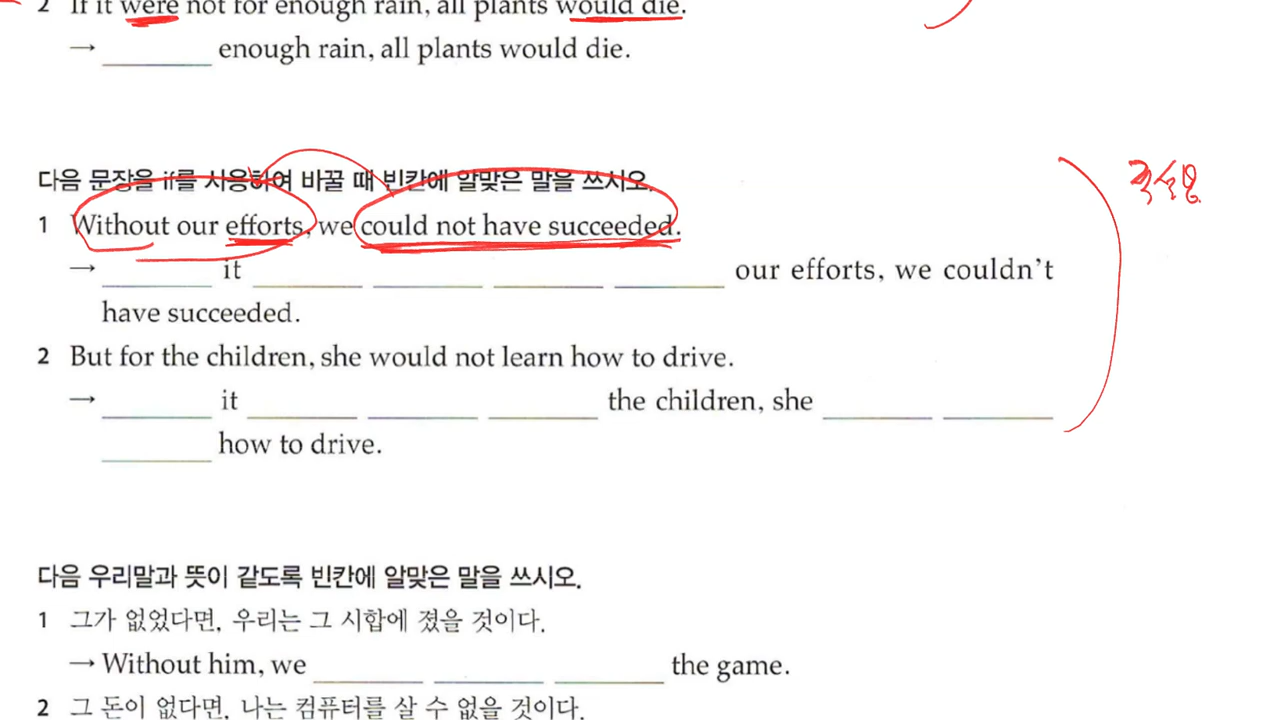 2 If it were not for enough rain, all plants would die.
→ ________ enough rain, all plants would die.
다음 문장을 if를 사용하여 바꿀 때 빈칸에 알맞은 말을 쓰시오.
1 Without our efforts, we could not have succeeded.
→ ________ it ________ ________ ________ ________ our efforts, we couldn't
have succeeded.
2 But for the children, she would not learn how to drive.
→ ________ it ________ ________ ________ the children, she ________ ________
________ how to drive.
다음 우리말과 뜻이 같도록 빈칸에 알맞은 말을 쓰시오.
1 그가 없었다면, 우리는 그 시합에 졌을 것이다.
→ Without him, we ________ ________ ________ the game.
2 그 돈이 없다면, 나는 컴퓨터를 살 수 없을 것이다.